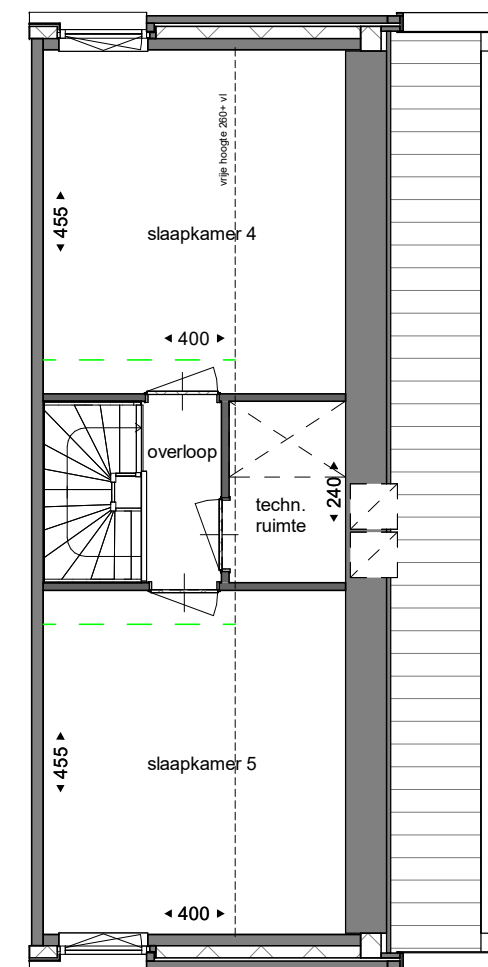 vrije hoogte 260+ vl
455
slaapkamer 4
400
overloop
techn.
ruimte
240
455
slaapkamer 5
400